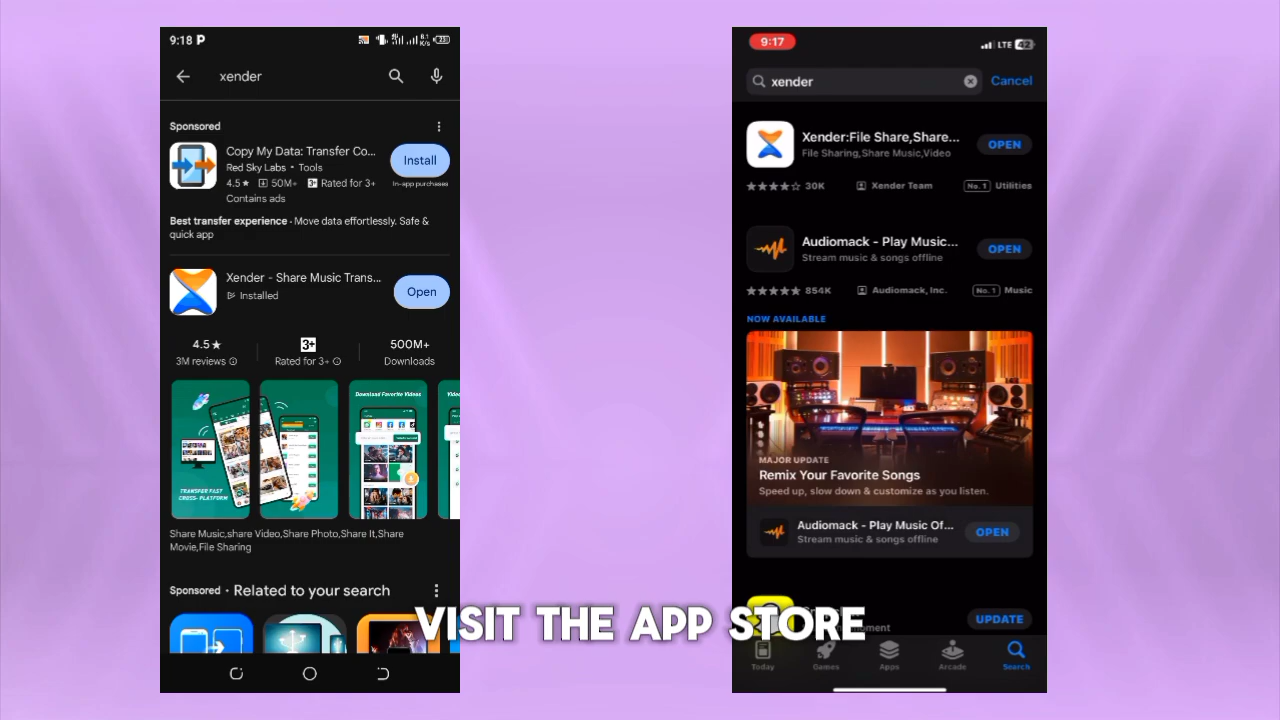 9:18 P
8.1 K/s
23
xender
Sponsored
Copy My Data: Transfer Co...
Red Sky Labs • Tools
Install
4.5★ 50M+ 3+ Rated for 3+
In-app purchases
Contains ads
Best transfer experience - Move data effortlessly. Safe &
quick app
Xender - Share Music Trans...
Installed
Open
4.5★ 3+ 500M+
3M reviews Rated for 3+ Downloads
TRANSFER FAST
CROSS-PLATFORM
Download Favorite Videos
Share Music,share Video,Share Photo,Share It,Share
Movie,File Sharing
Sponsored • Related to your search
9:17
LTE 42
xender
Cancel
Xender:File Share,Share...
File Sharing,Share Music,Video
OPEN
★★★★☆ 30K Xender Team No. 1 Utilities
Audiomack - Play Music...
Stream music & songs offline
OPEN
854K Audiomack, Inc. No. 1 Music
NOW AVAILABLE
MAJOR UPDATE
Remix Your Favorite Songs
Speed up, slow down & customize as you listen.
Audiomack - Play Music Of...
Stream music & songs offline
OPEN
UPDATE
Today Games Apps Arcade Search
VISIT THE APP STORE